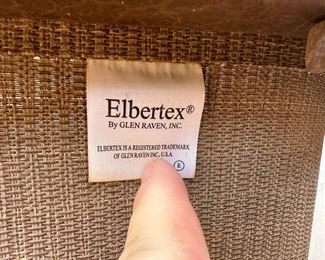 Elbertex®
By GLEN RAVEN, INC.
ELBERTEX IS A REGISTERED TRADEMARK
OF GLEN RAVEN INC., U.S.A.
E